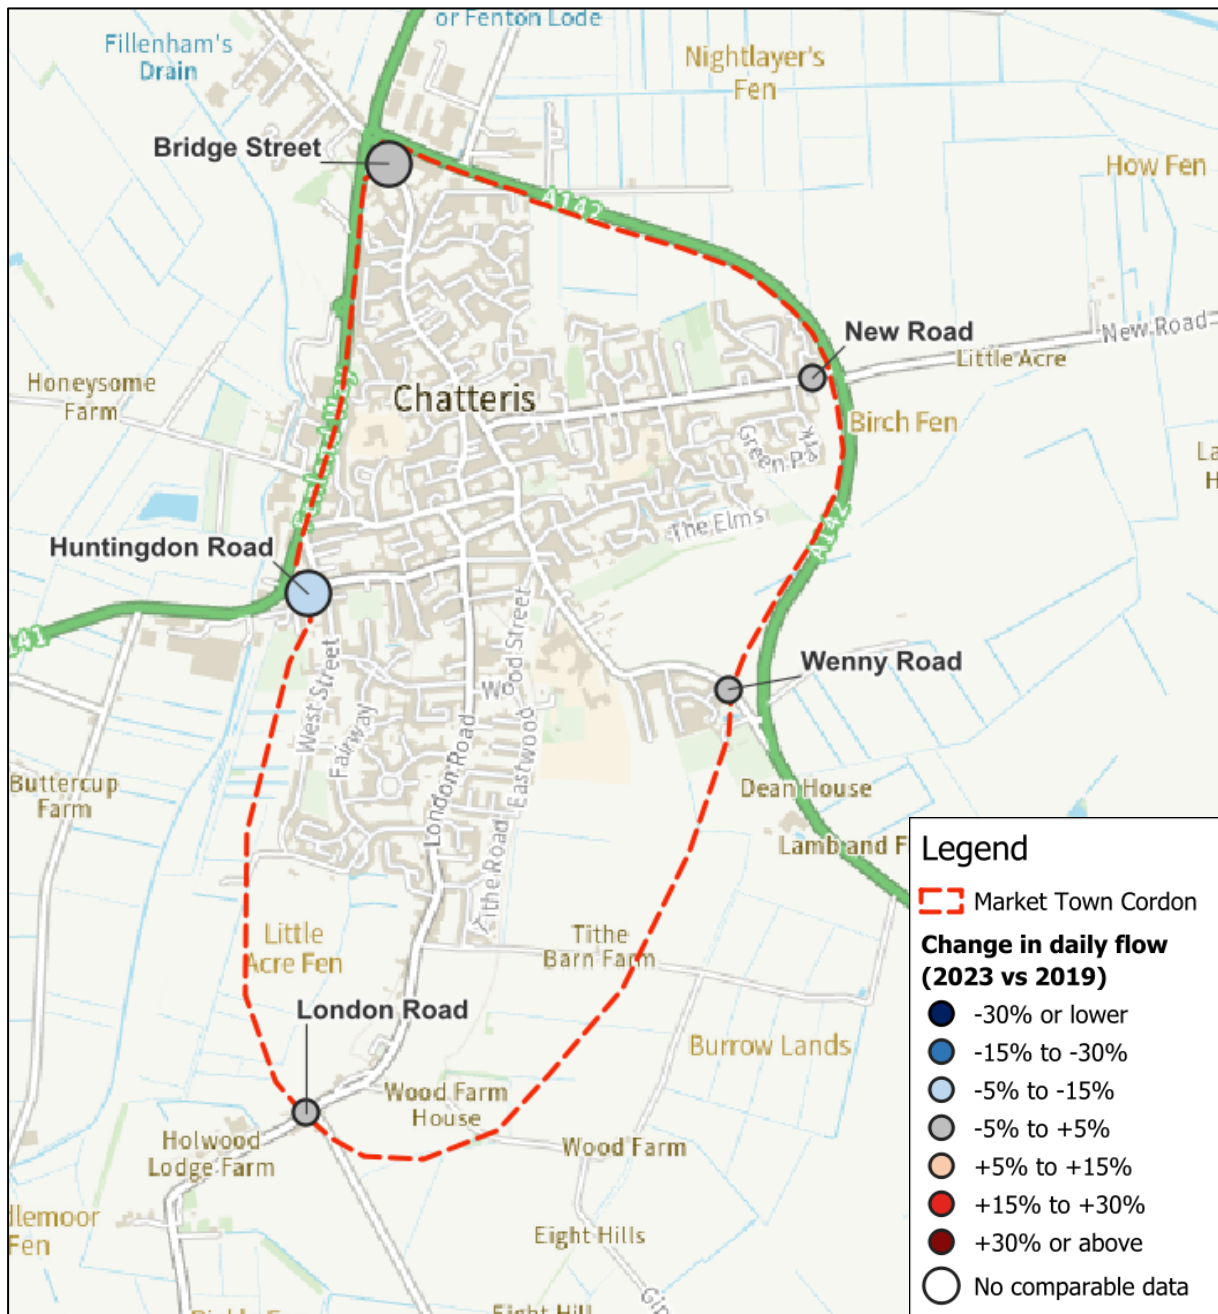 or Fenton Lode
Fillenham's
Drain
Nightlayer's
Fen
Bridge Street
How Fen
A142
New Road
New Road
Little Acre
Honeysome
Farm
Chatteris
Birch Fen
Green Park
The Elms
A142
Huntingdon Road
Wenny Road
West Street
Fairway
London Road
Wood Street
Eastwood
Tithe Road
Buttercup
Farm
Dean House
Little
Acre Fen
Tithe
Barn Farm
London Road
Burrow Lands
Wood Farm
House
Wood Farm
Holwood
Lodge Farm
Eight Hills
Eight Hill
Legend
Market Town Cordon
Change in daily flow
(2023 vs 2019)
-30% or lower
-15% to -30%
-5% to -15%
-5% to +5%
+5% to +15%
+15% to +30%
+30% or above
No comparable data